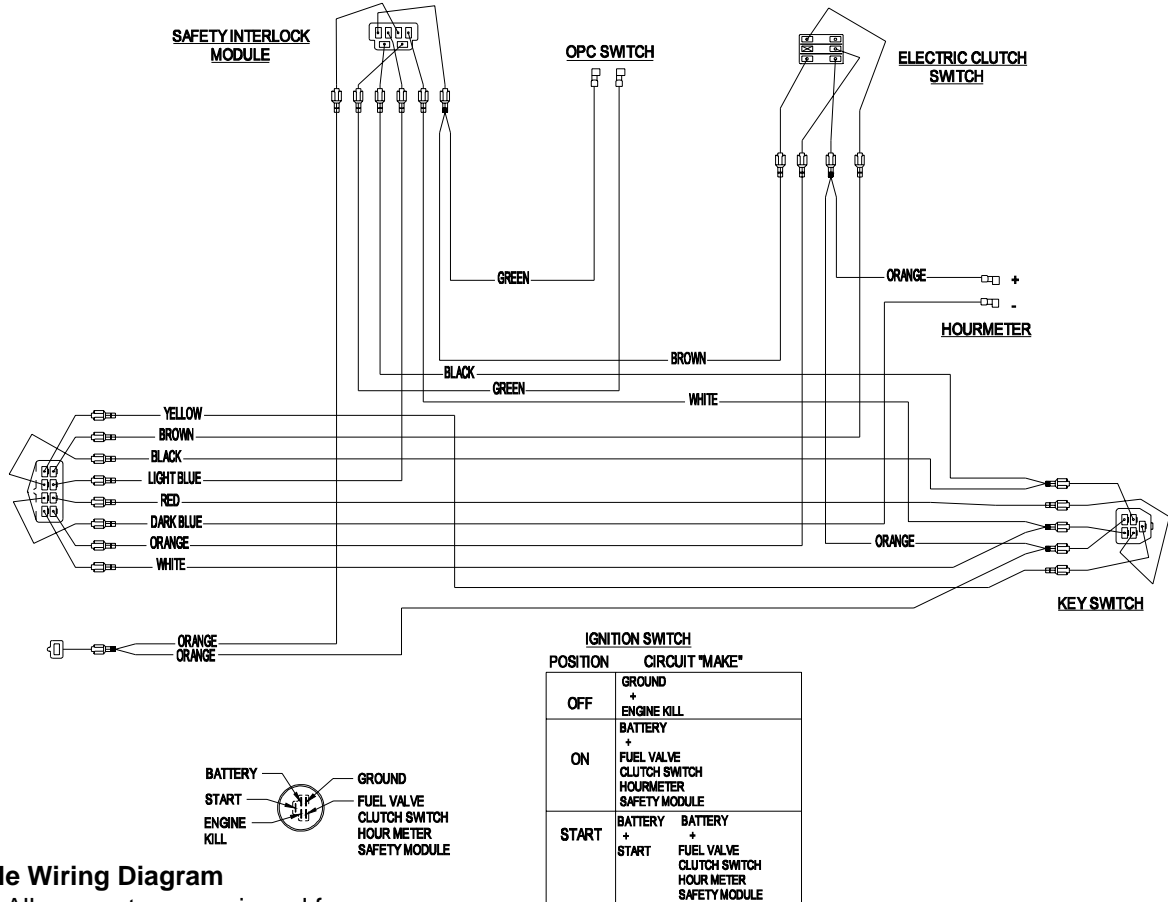 SAFETY INTERLOCK
MODULE
OPC SWITCH
ELECTRIC CLUTCH
SWITCH
GREEN
ORANGE
+
-
HOURMETER
BROWN
BLACK
GREEN
WHITE
YELLOW
BROWN
BLACK
LIGHT BLUE
RED
DARK BLUE
ORANGE
ORANGE
WHITE
KEY SWITCH
ORANGE
ORANGE
IGNITION SWITCH
POSITION CIRCUIT "MAKE"
OFF
GROUND
+
ENGINE KILL
ON
BATTERY
+
FUEL VALVE
CLUTCH SWITCH
HOURMETER
SAFETY MODULE
START
BATTERY
+
START
BATTERY
+
FUEL VALVE
CLUTCH SWITCH
HOUR METER
SAFETY MODULE
BATTERY
START
ENGINE
KILL
GROUND
FUEL VALVE
CLUTCH SWITCH
HOUR METER
SAFETY MODULE
Wiring Diagram